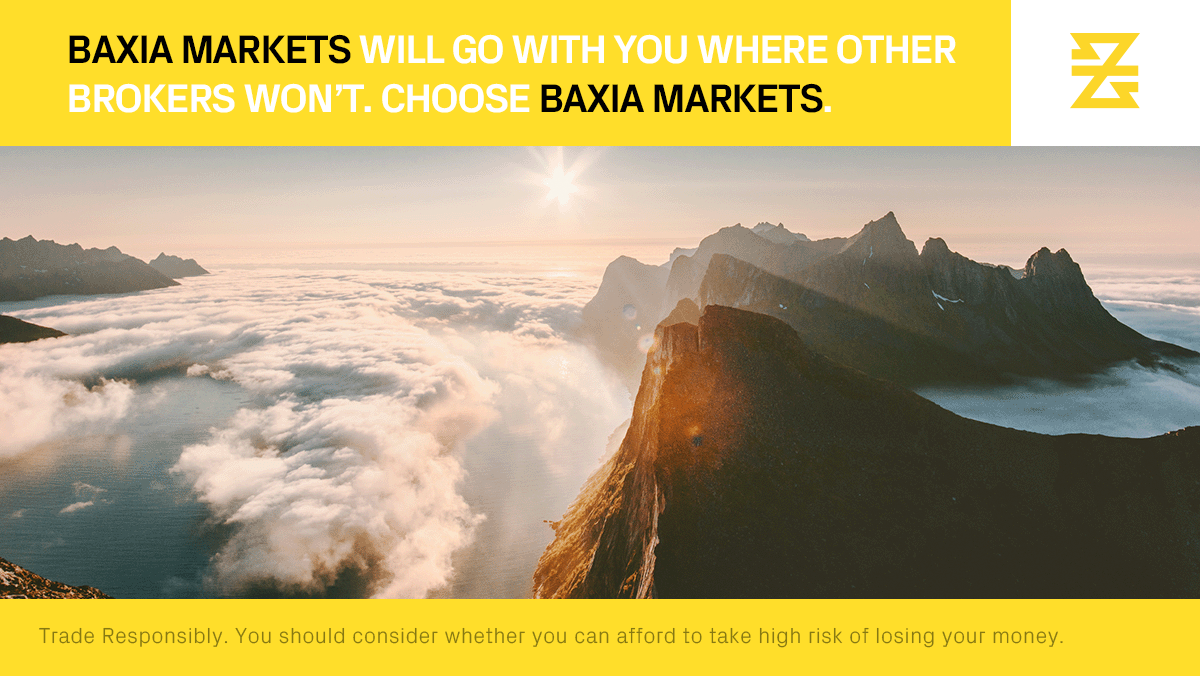 BAXIA MARKETS WILL GO WITH YOU WHERE OTHER
BROKERS WON’T. CHOOSE BAXIA MARKETS.
Trade Responsibly. You should consider whether you can afford to take high risk of losing your money.